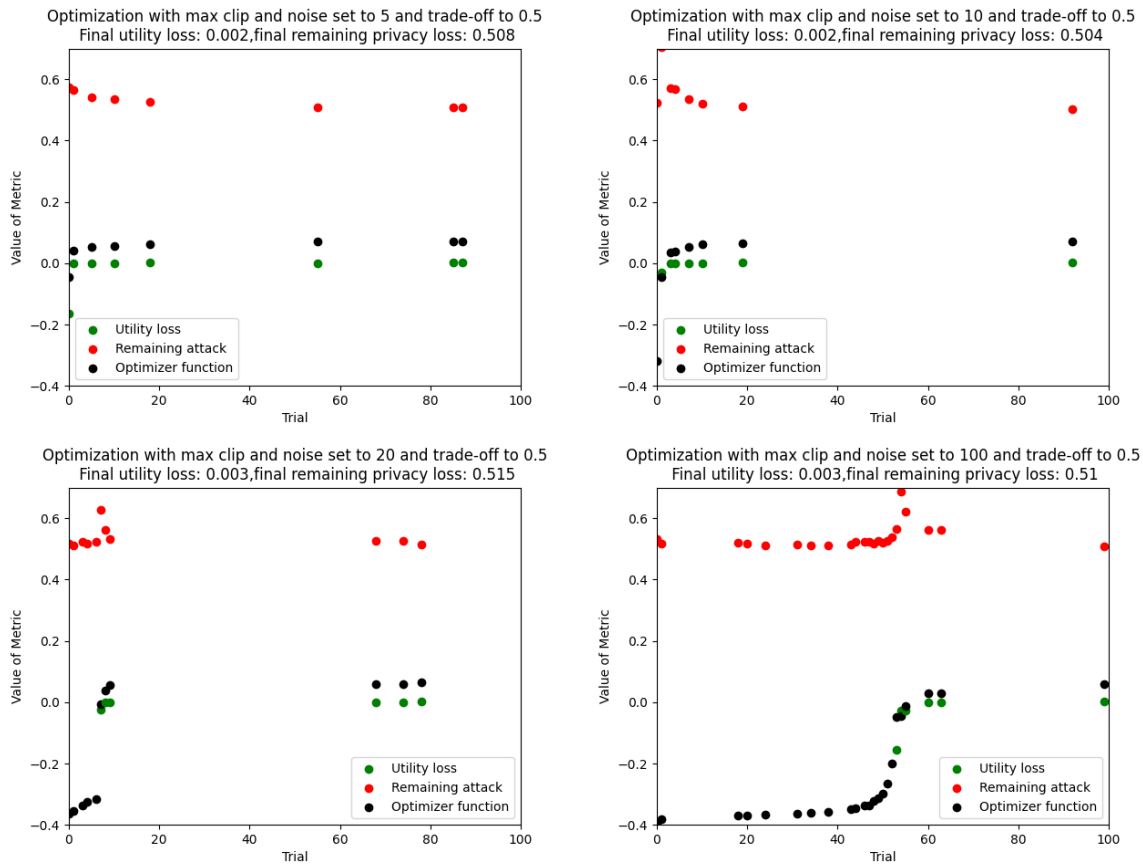 Optimization with max clip and noise set to 5 and trade-off to 0.5
Final utility loss: 0.002,final remaining privacy loss: 0.508
0.6
0.4
0.2
0.0
−0.2
−0.4
Value of Metric
Utility loss
Remaining attack
Optimizer function
0 20 40 60 80 100
Trial
Optimization with max clip and noise set to 10 and trade-off to 0.5
Final utility loss: 0.002,final remaining privacy loss: 0.504
0.6
0.4
0.2
0.0
−0.2
−0.4
Value of Metric
Utility loss
Remaining attack
Optimizer function
0 20 40 60 80 100
Trial
Optimization with max clip and noise set to 20 and trade-off to 0.5
Final utility loss: 0.003,final remaining privacy loss: 0.515
0.6
0.4
0.2
0.0
−0.2
−0.4
Value of Metric
Utility loss
Remaining attack
Optimizer function
0 20 40 60 80 100
Trial
Optimization with max clip and noise set to 100 and trade-off to 0.5
Final utility loss: 0.003,final remaining privacy loss: 0.51
0.6
0.4
0.2
0.0
−0.2
−0.4
Value of Metric
Utility loss
Remaining attack
Optimizer function
0 20 40 60 80 100
Trial